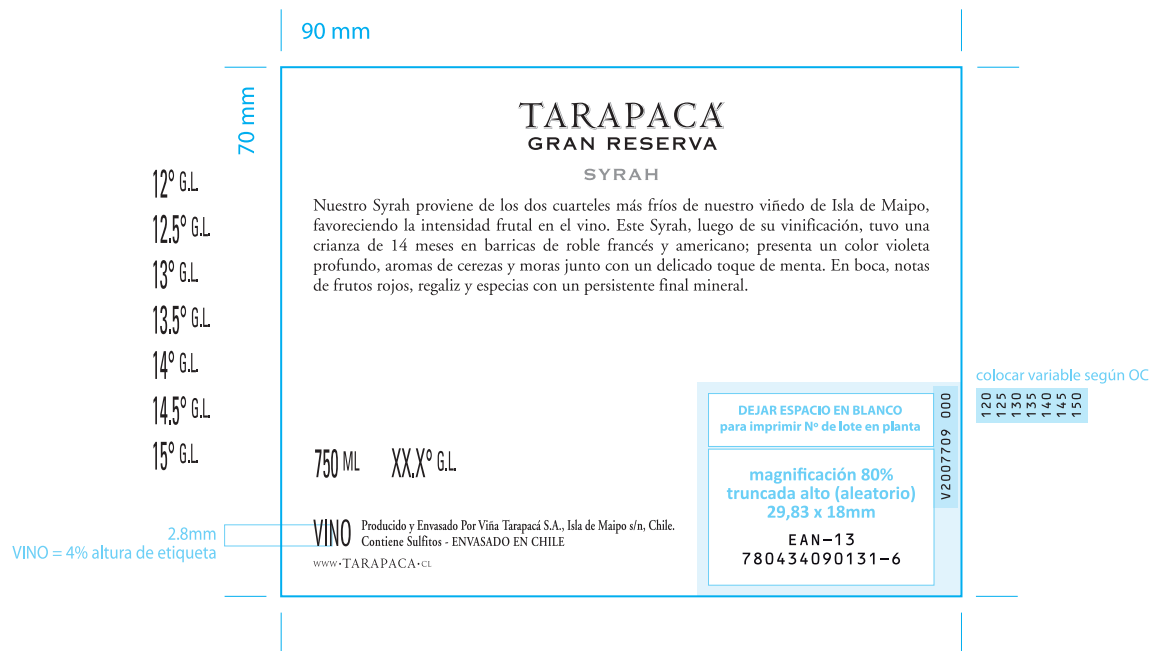 90 mm
70 mm
TARAPACÁ
GRAN RESERVA
SYRAH
Nuestro Syrah proviene de los dos cuarteles más fríos de nuestro viñedo de Isla de Maipo,
favoreciendo la intensidad frutal en el vino. Este Syrah, luego de su vinificación, tuvo una
crianza de 14 meses en barricas de roble francés y americano; presenta un color violeta
profundo, aromas de cerezas y moras junto con un delicado toque de menta. En boca, notas
de frutos rojos, regaliz y especias con un persistente final mineral.
12° G.L
12.5° G.L
13° G.L
13.5° G.L
14° G.L
14.5° G.L
15° G.L
750 ML XX.X° G.L.
2.8mm
VINO = 4% altura de etiqueta
VINO
Producido y Envasado Por Viña Tarapacá S.A., Isla de Maipo s/n, Chile.
Contiene Sulfitos - ENVASADO EN CHILE
WWW·TARAPACA·CL
DEJAR ESPACIO EN BLANCO
para imprimir Nº de lote en planta
magnificación 80%
truncada alto (aleatorio)
29,83 x 18mm
EAN-13
780434090131-6
V2007709 000
colocar variable según OC
120
125
130
135
140
145
150